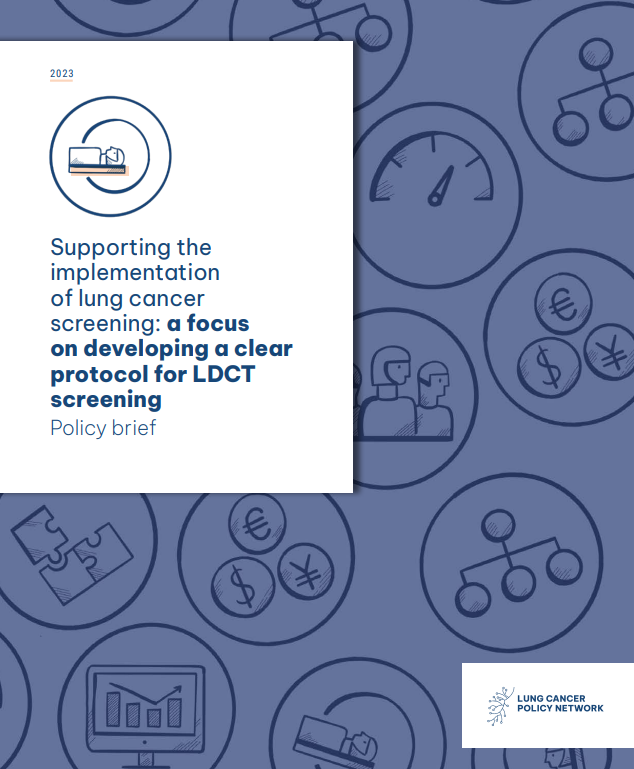 2023
Supporting the
implementation
of lung cancer
screening: a focus
on developing a clear
protocol for LDCT
screening
Policy brief
€
$
¥
€
$
¥
LUNG CANCER
POLICY NETWORK